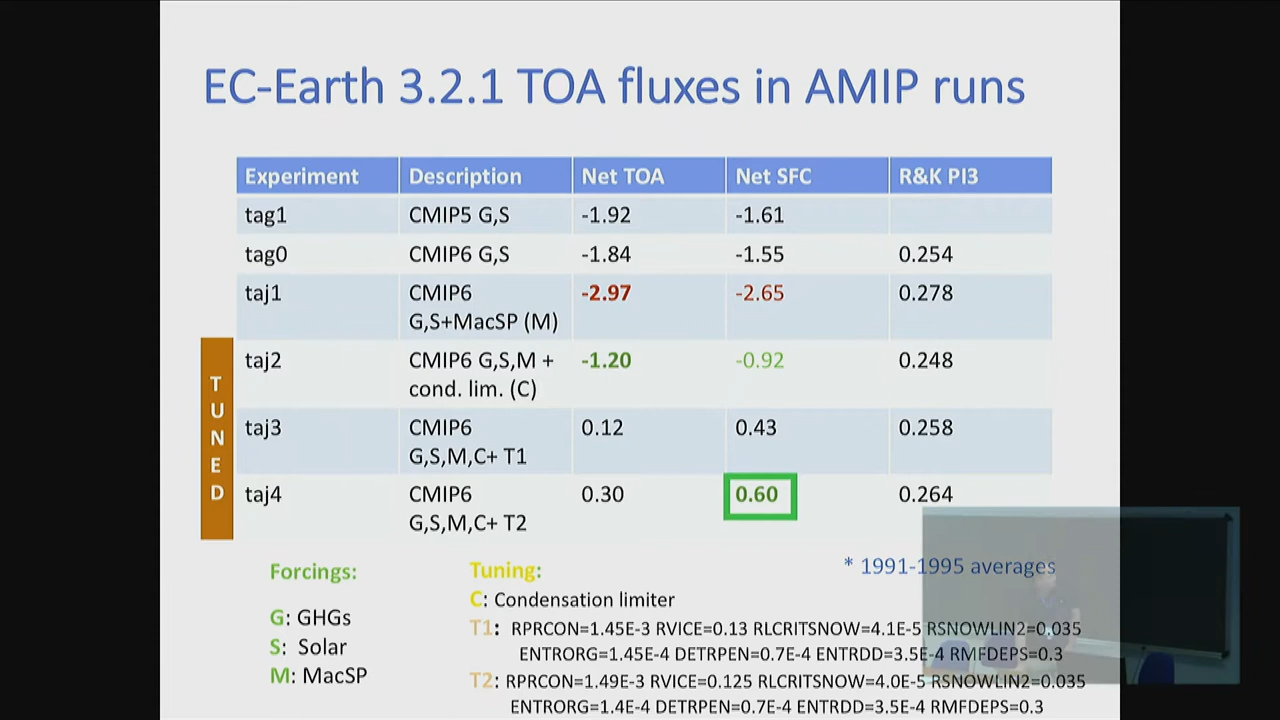 EC-Earth 3.2.1 TOA fluxes in AMIP runs
Experiment Description Net TOA Net SFC R&K PI3
tag1 CMIP5 G,S -1.92 -1.61
tag0 CMIP6 G,S -1.84 -1.55 0.254
taj1 CMIP6 -2.97 -2.65 0.278
G,S+MacSP (M)
taj2 CMIP6 G,S,M + -1.20 -0.92 0.248
cond. lim. (C)
taj3 CMIP6 0.12 0.43 0.258
G,S,M,C+ T1
taj4 CMIP6 0.30 0.60 0.264
G,S,M,C+ T2
TUNED
Forcings:
G: GHGs
S: Solar
M: MacSP
Tuning:
C: Condensation limiter
T1: RPRCON=1.45E-3 RVICE=0.13 RLCRITSNOW=4.1E-5 RSNOWLIN2=0,035
ENTRORG=1.45E-4 DETRPEN=0.7E-4 ENTRDD=3.5E-4 RMFDEPS=0.3
T2: RPRCON=1.49E-3 RVICE=0.125 RLCRITSNOW=4.0E-5 RSNOWLIN2=0.035
ENTRORG=1.4E-4 DETRPEN=0.7E-4 ENTRDD=3.5E-4 RMFDEPS=0.3
* 1991-1995 averages